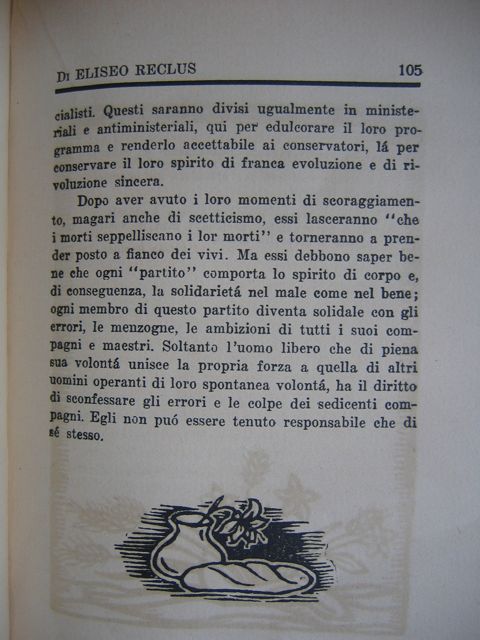 DI ELISEO RECLUS 105
cialisti. Questi saranno divisi ugualmente in ministe-
riali e antiministeriali, qui per edulcorare il loro pro-
gramma e renderlo accettabile ai conservatori, lá per
conservare il loro spirito di franca evoluzione e di ri-
voluzione sincera.
Dopo aver avuto i loro momenti di scoraggiamen-
to, magari anche di scetticismo, essi lasceranno "che
i morti seppelliscano i lor morti" e torneranno a pren-
der posto a fianco dei vivi. Ma essi debbono saper be-
ne che ogni "partito" comporta lo spirito di corpo e,
di conseguenza, la solidarietá nel male come nel bene;
ogni membro di questo partito diventa solidale con gli
errori, le menzogne, le ambizioni di tutti i suoi com-
pagni e maestri. Soltanto l'uomo libero che di piena
sua volontá unisce la propria forza a quella di altri
uomini operanti di loro spontanea volontá, ha il diritto
di sconfessare gli errori e le colpe dei sedicenti com-
pagni. Egli non puó essere tenuto responsabile che di
sé stesso.